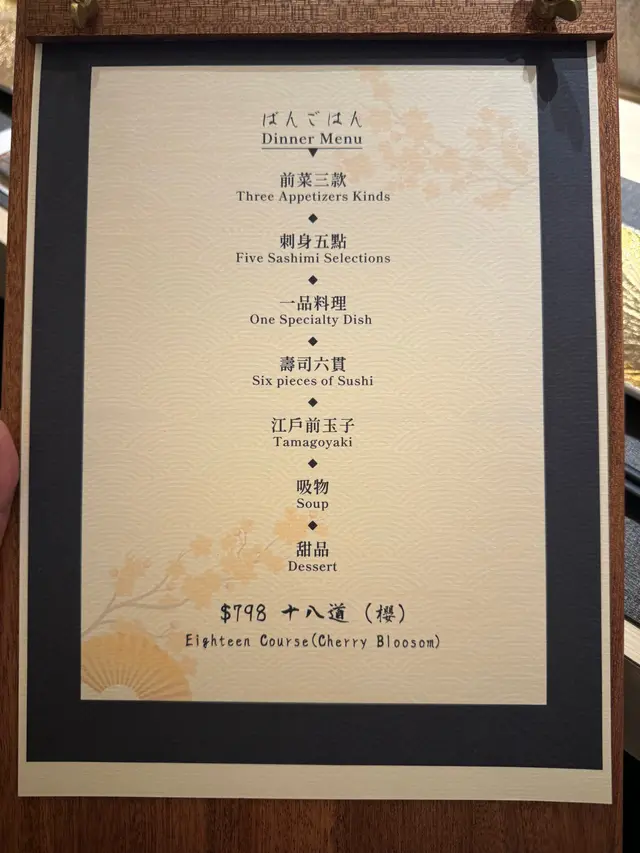 ばんごはん
Dinner Menu
前菜三款
Three Appetizers Kinds
刺身五點
Five Sashimi Selections
一品料理
One Specialty Dish
壽司六貫
Six pieces of Sushi
江戶前玉子
Tamagoyaki
吸物
Soup
甜品
Dessert
$798 十八道（櫻）
Eighteen Course(Cherry Bloosom)